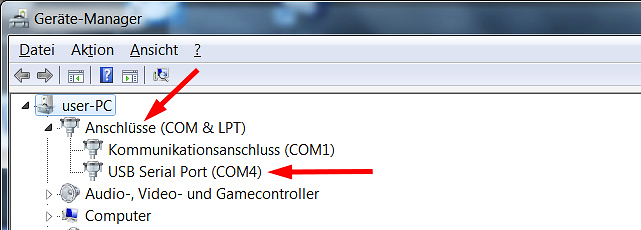 Geräte-Manager
Datei Aktion Ansicht ?
user-PC
Anschlüsse (COM & LPT)
Kommunikationsanschluss (COM1)
USB Serial Port (COM4)
Audio-, Video- und Gamecontroller
Computer